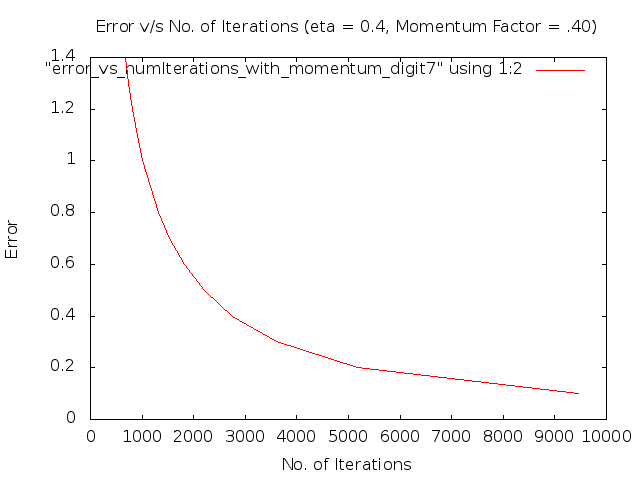 Error v/s No. of Iterations (eta = 0.4, Momentum Factor = .40)
"error_vs_numIterations_with_momentum_digit7" using 1:2
1.4
1.2
1
0.8
0.6
0.4
0.2
0
Error
0 1000 2000 3000 4000 5000 6000 7000 8000 9000 10000
No. of Iterations